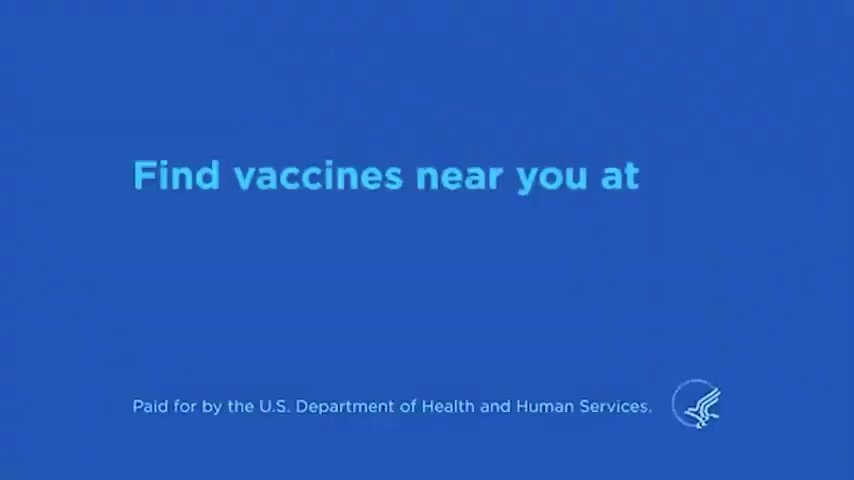 Find vaccines near you at
Paid for by the U.S. Department of Health and Human Services.